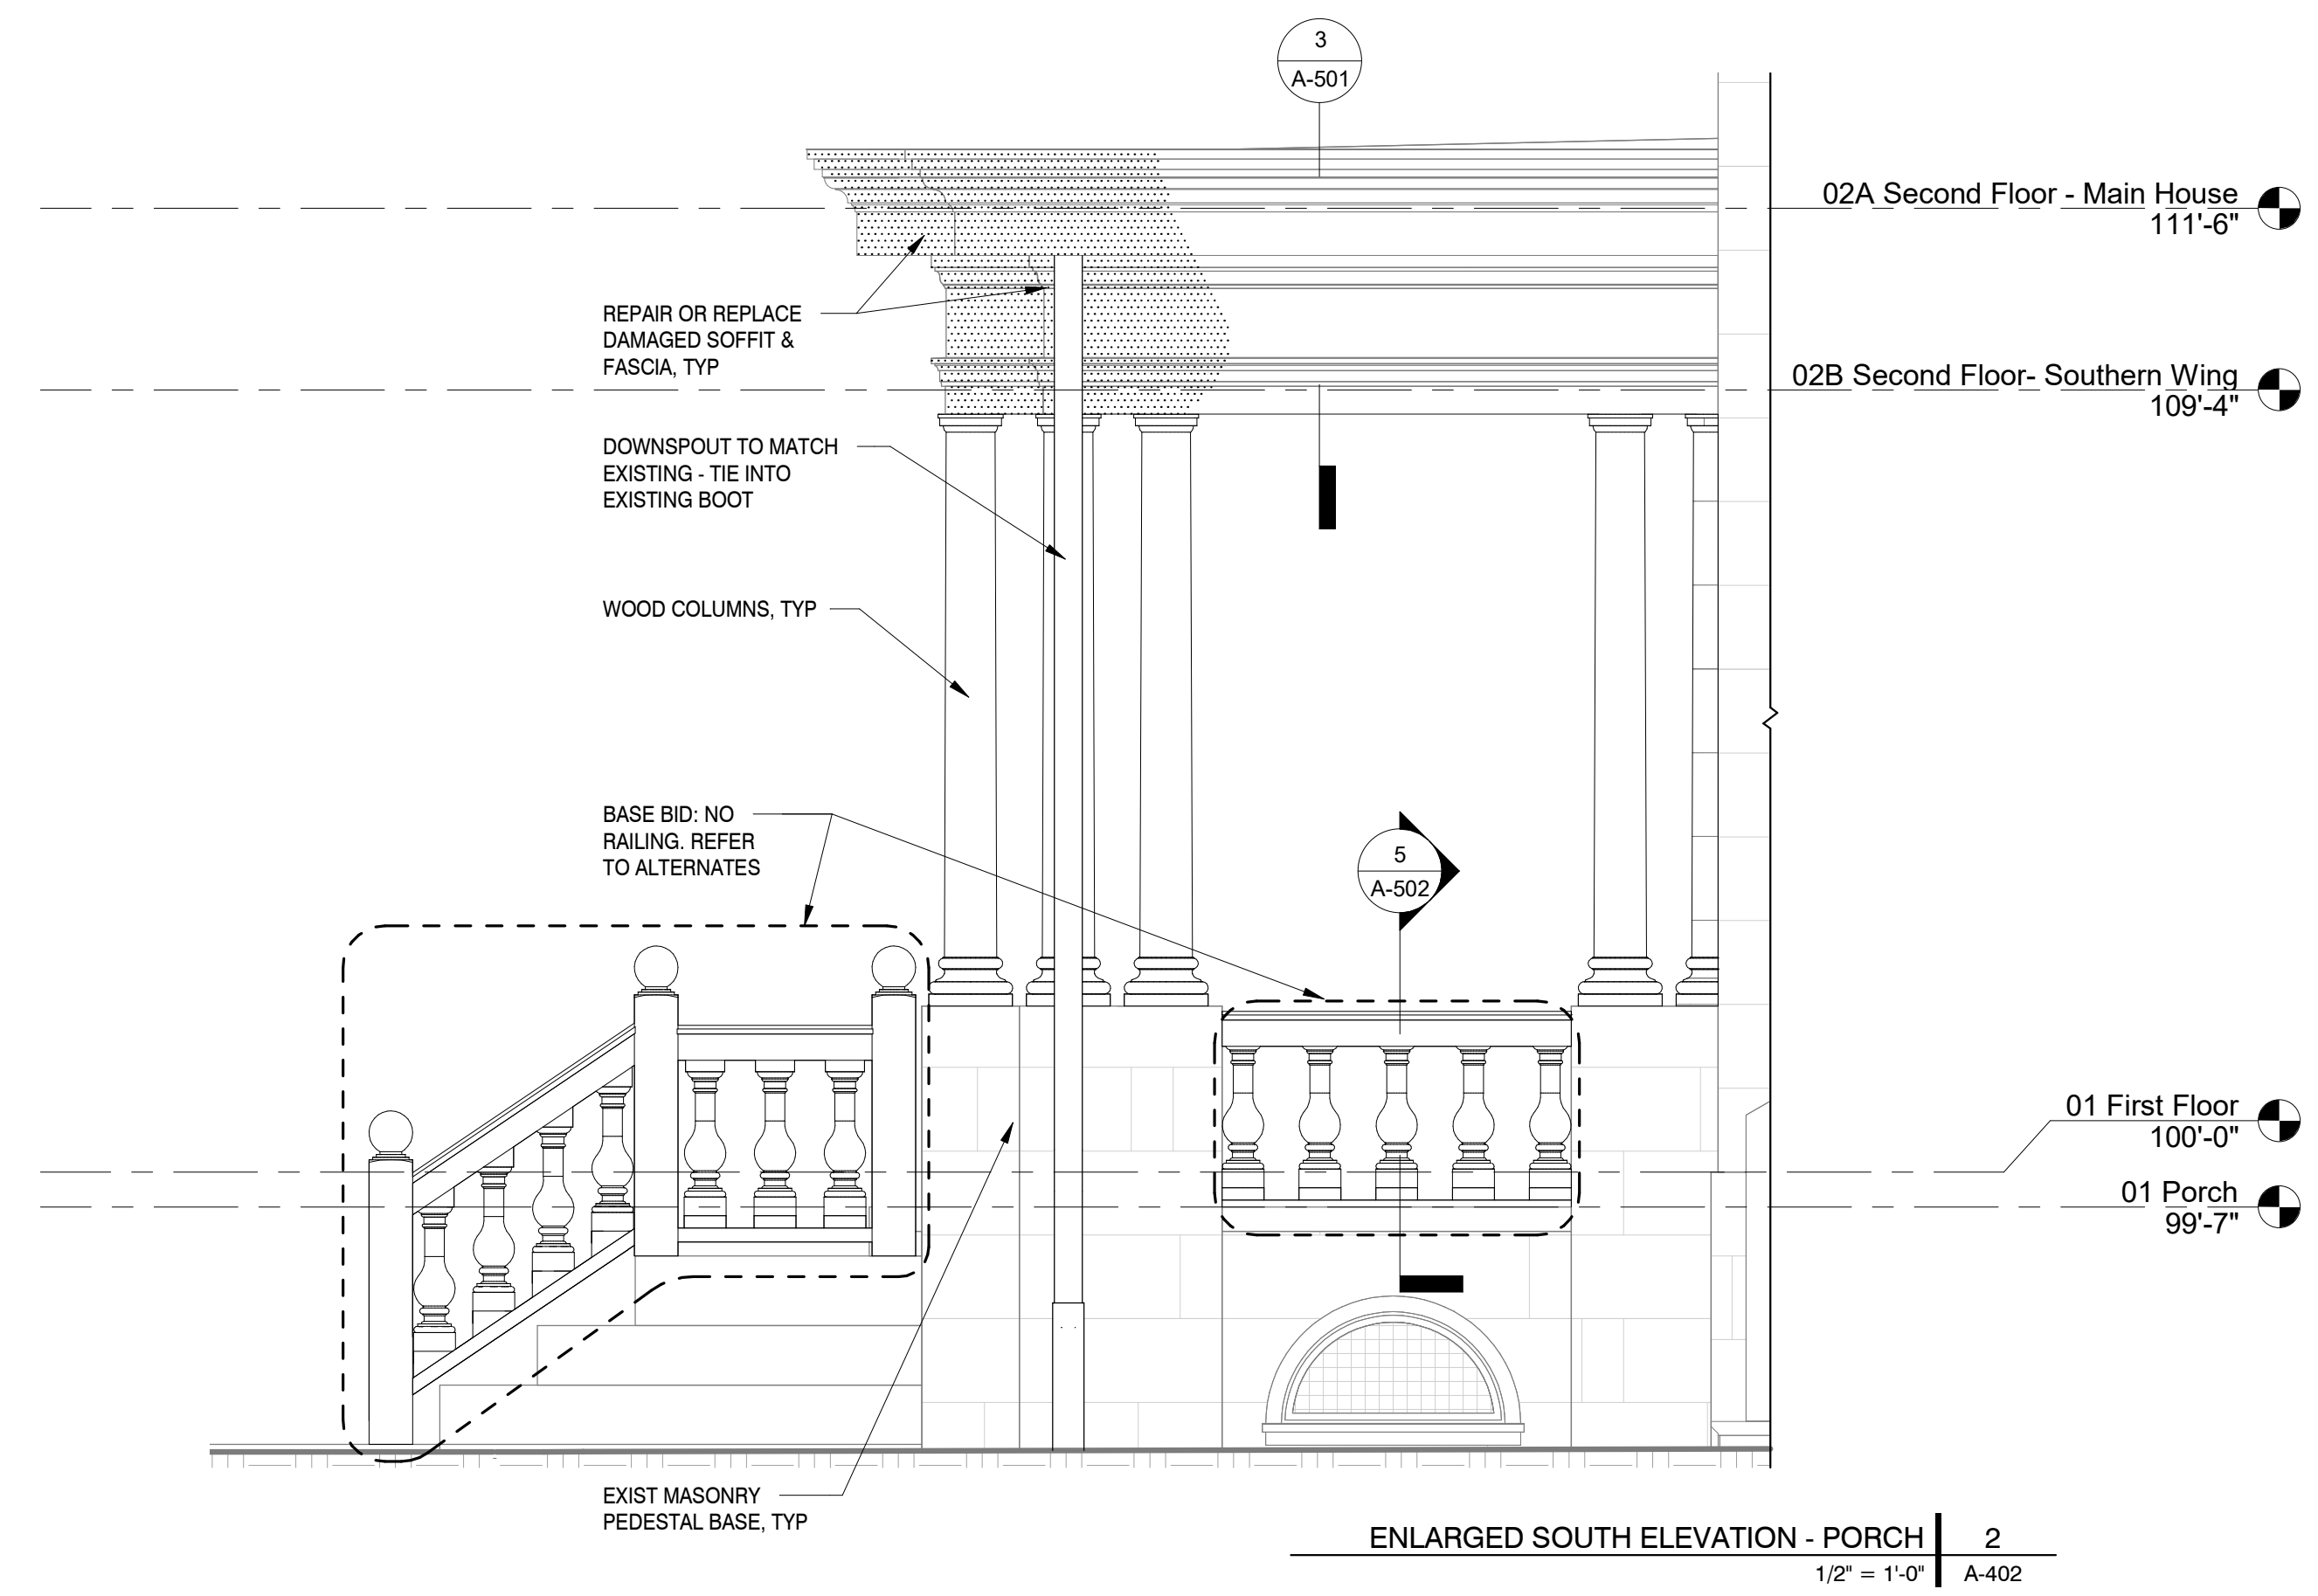 3
A-501
02A Second Floor - Main House
111'-6"
REPAIR OR REPLACE
DAMAGED SOFFIT &
FASCIA, TYP
02B Second Floor- Southern Wing
109'-4"
DOWNSPOUT TO MATCH
EXISTING - TIE INTO
EXISTING BOOT
WOOD COLUMNS, TYP
BASE BID: NO
RAILING. REFER
TO ALTERNATES
5
A-502
01 First Floor
100'-0"
01 Porch
99'-7"
EXIST MASONRY
PEDESTAL BASE, TYP
ENLARGED SOUTH ELEVATION - PORCH
2
1/2" = 1'-0"
A-402